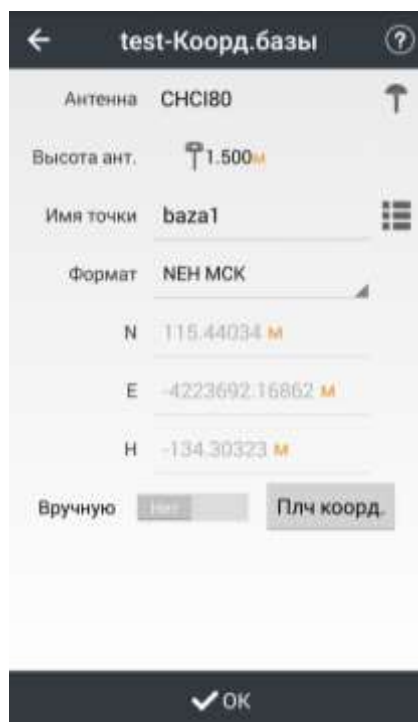 test-Коорд.базы ?
Антенна CHCI80
Высота ант. 1.500м
Имя точки baza1
Формат NEH МСК
N 115.44034 м
E -4223692.16862 м
H -134.30323 м
Вручную Нет Плч коорд.
ОК